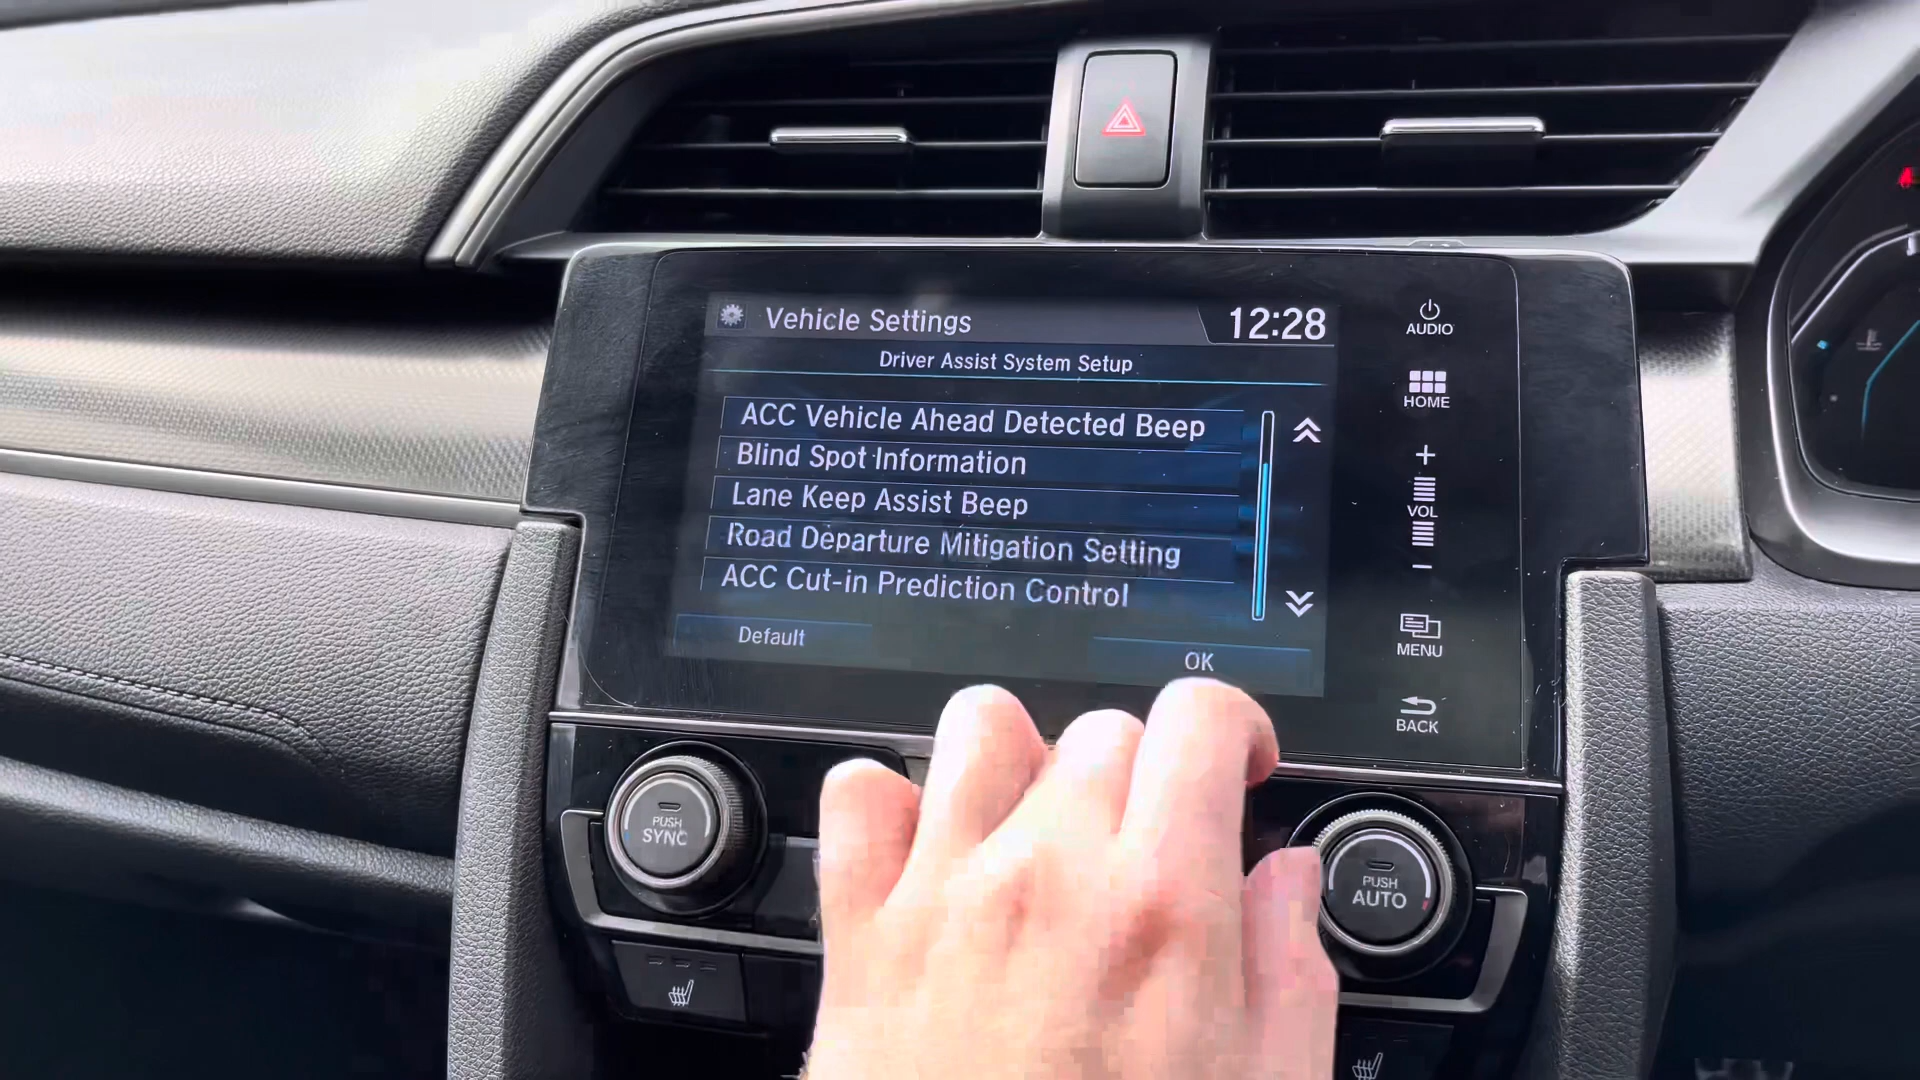 Vehicle Settings
12:28
Driver Assist System Setup
ACC Vehicle Ahead Detected Beep
Blind Spot Information
Lane Keep Assist Beep
Road Departure Mitigation Setting
ACC Cut-in Prediction Control
Default
OK
AUDIO
HOME
+
VOL
−
MENU
BACK
PUSH
SYNC
PUSH
AUTO